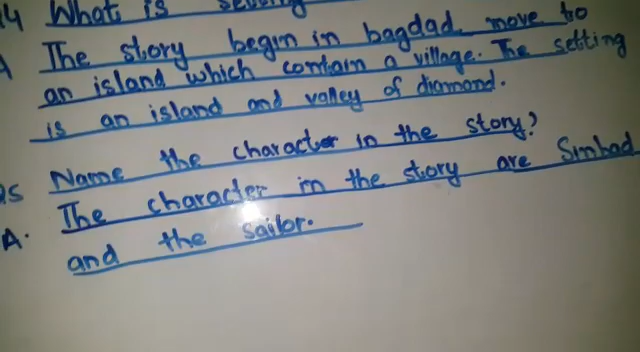 Q4 What is setting
A The story begin in bagdad move to
an island which contain a village. The setting
is an island and valley of diamond.
Q5 Name the character in the story?
A. The character in the story are Sinbad
and the sailor.